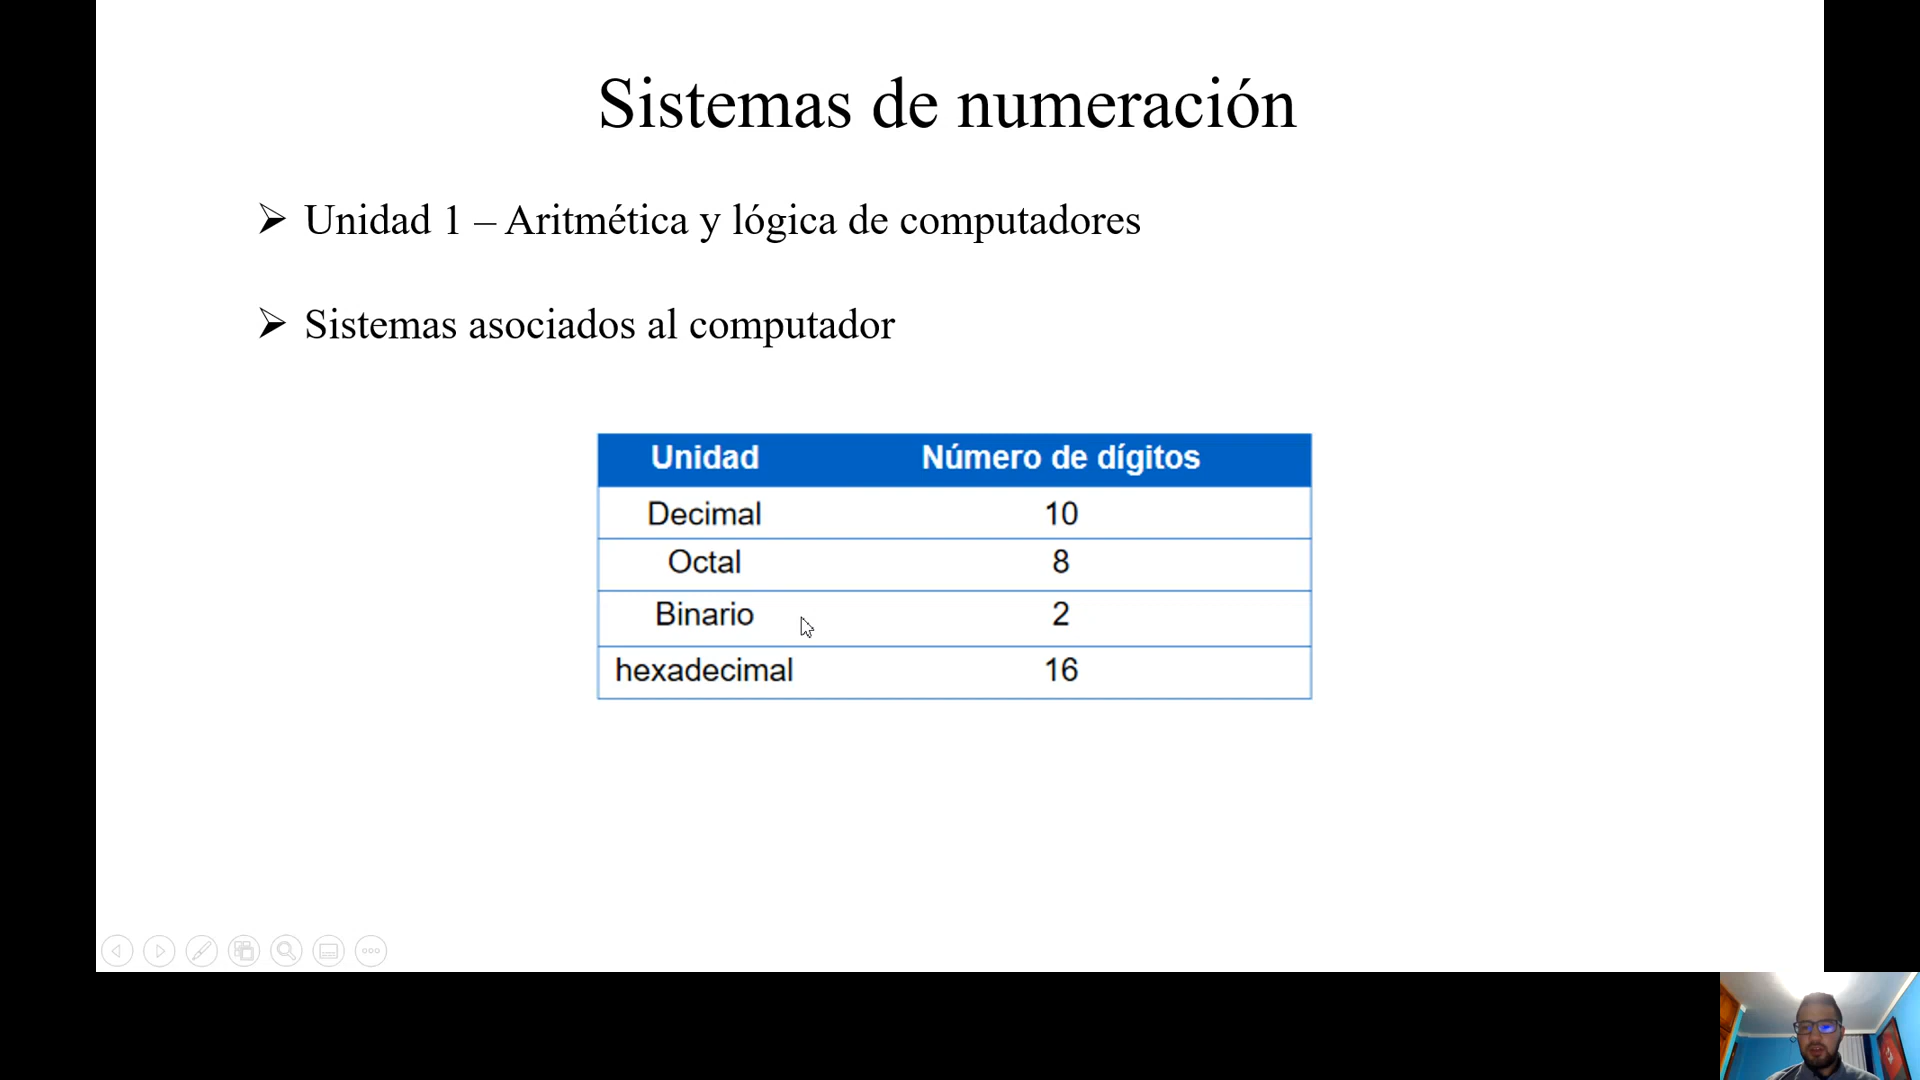 Sistemas de numeración
➢ Unidad 1 – Aritmética y lógica de computadores
➢ Sistemas asociados al computador
Unidad Número de dígitos
Decimal 10
Octal 8
Binario 2
hexadecimal 16